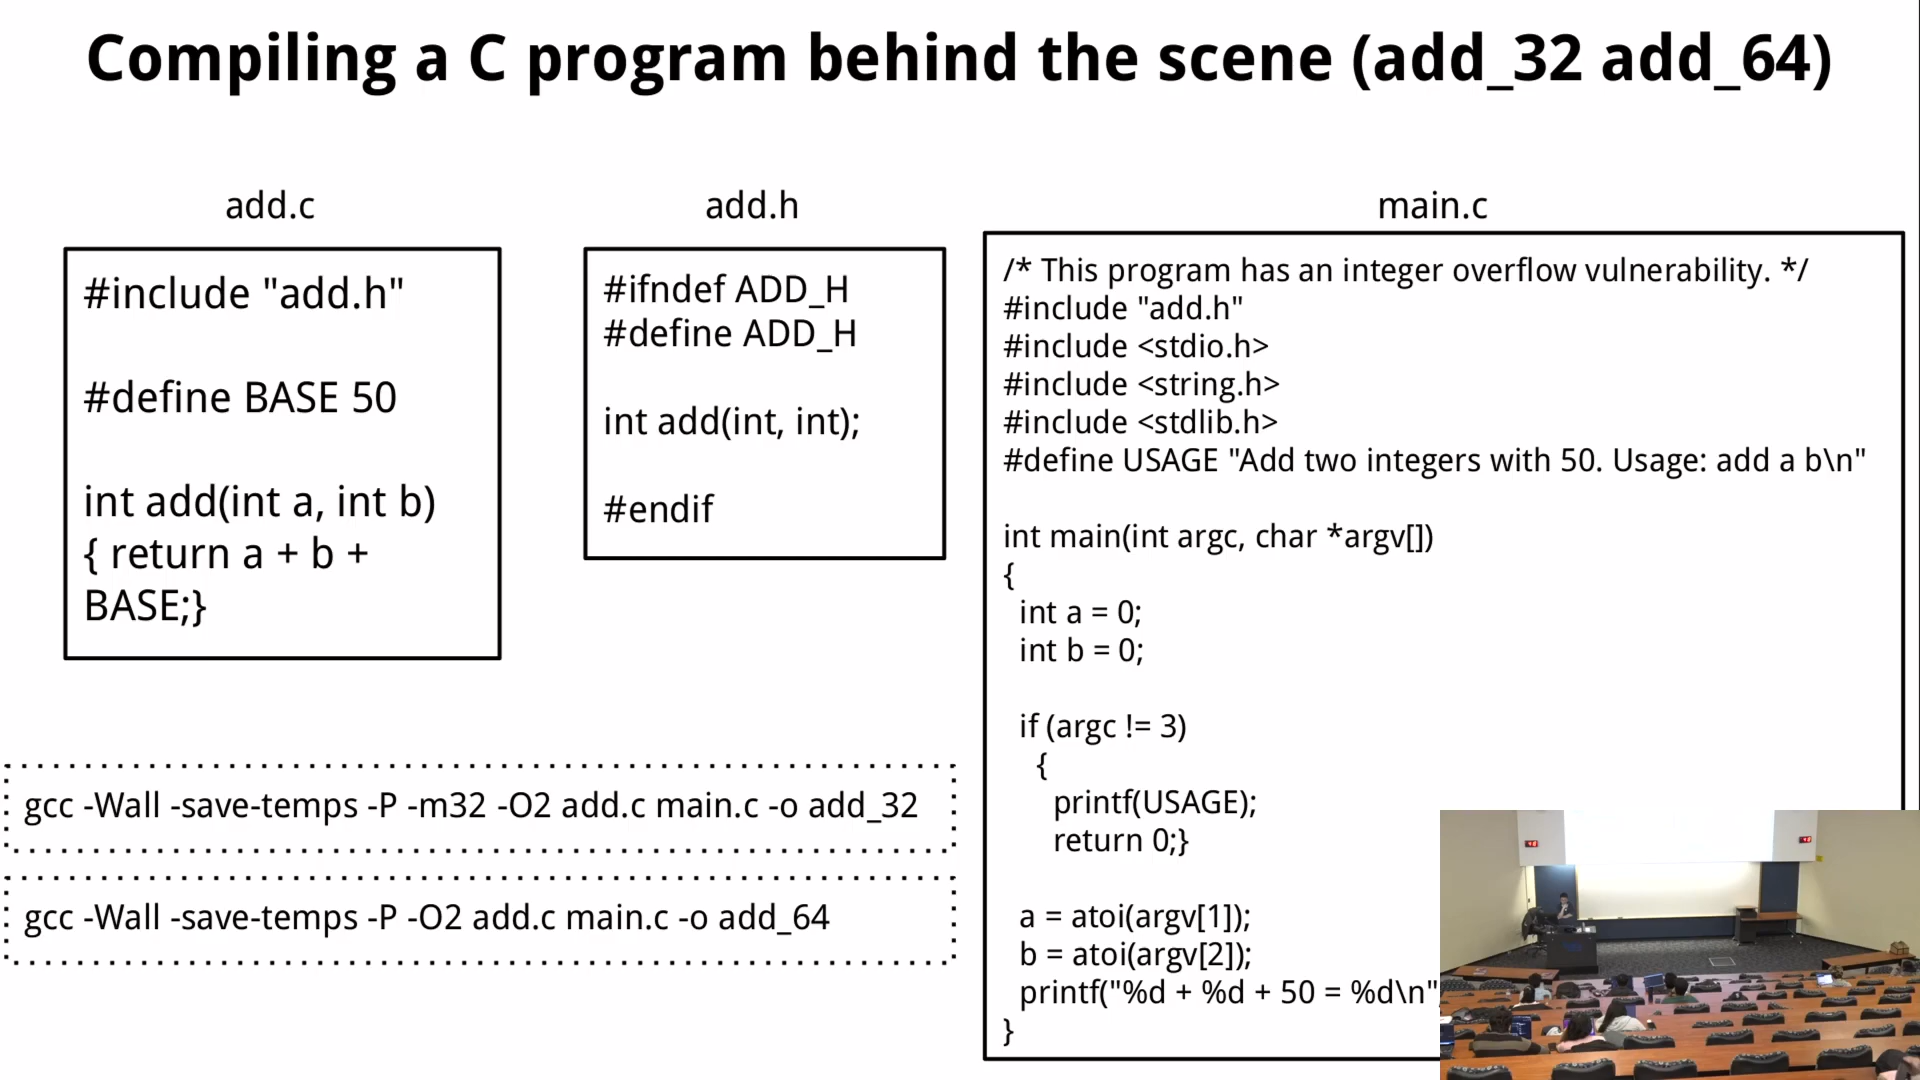 Compiling a C program behind the scene (add_32 add_64)
add.c
#include "add.h"
#define BASE 50
int add(int a, int b)
{ return a + b +
BASE;}
add.h
#ifndef ADD_H
#define ADD_H
int add(int, int);
#endif
main.c
/* This program has an integer overflow vulnerability. */
#include "add.h"
#include <stdio.h>
#include <string.h>
#include <stdlib.h>
#define USAGE "Add two integers with 50. Usage: add a b\n"
int main(int argc, char *argv[])
{
int a = 0;
int b = 0;
if (argc != 3)
{
printf(USAGE);
return 0;}
a = atoi(argv[1]);
b = atoi(argv[2]);
printf("%d + %d + 50 = %d\n"
}
gcc -Wall -save-temps -P -m32 -O2 add.c main.c -o add_32
gcc -Wall -save-temps -P -O2 add.c main.c -o add_64